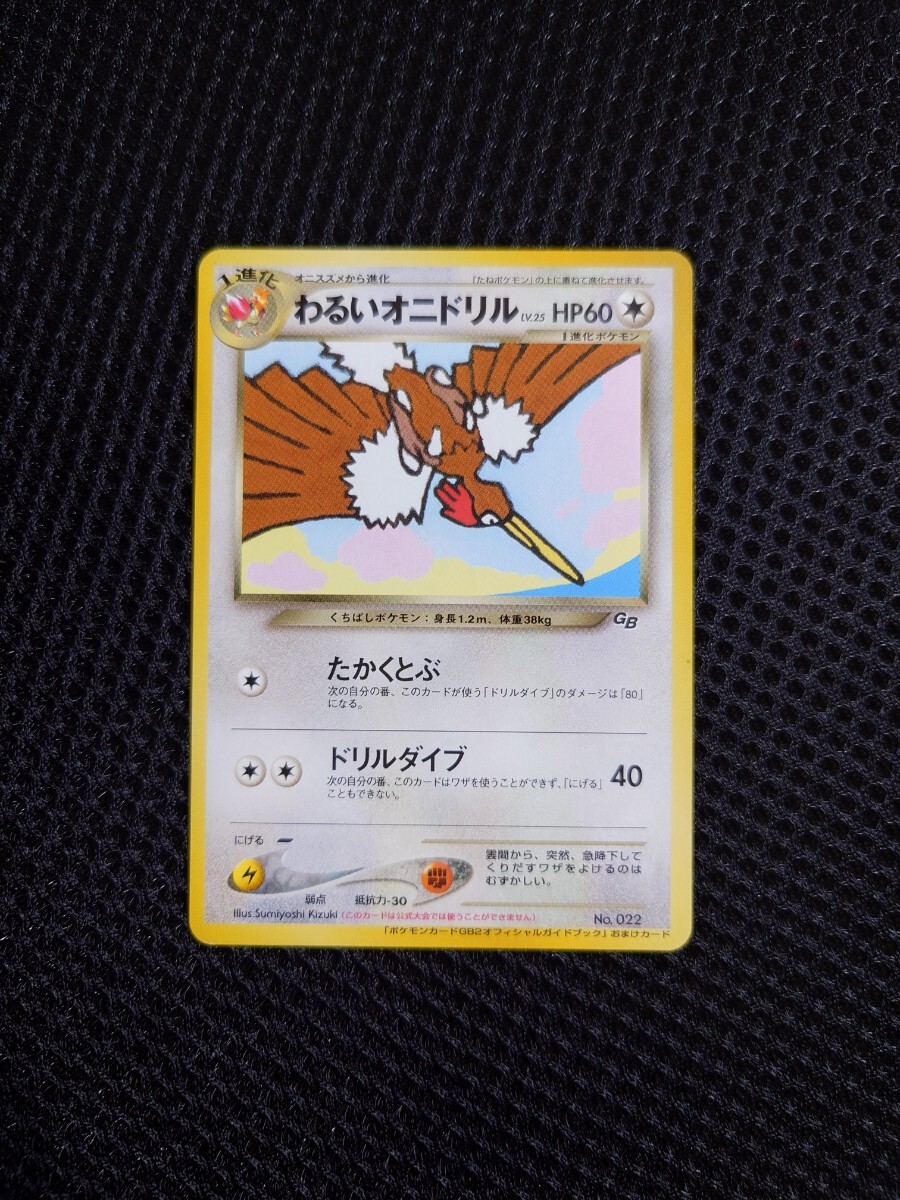 1進化
オニスズメから進化
「たねポケモン」の上に重ねて進化させます。
わるいオニドリル LV.25 HP60
1進化ポケモン
くちばしポケモン：身長1.2m、体重38kg
GB
たかくとぶ
次の自分の番、このカードが使う「ドリルダイブ」のダメージは「80」
になる。
ドリルダイブ 40
次の自分の番、このカードはワザを使うことができず、「にげる」
こともできない。
にげる
雲間から、突然、急降下して
くりだすワザをよけるのは
むずかしい。
弱点 抵抗力-30
Illus.Sumiyoshi Kizuki (このカードは公式大会では使うことができません) No. 022
「ポケモンカードGB2オフィシャルガイドブック」おまけカード